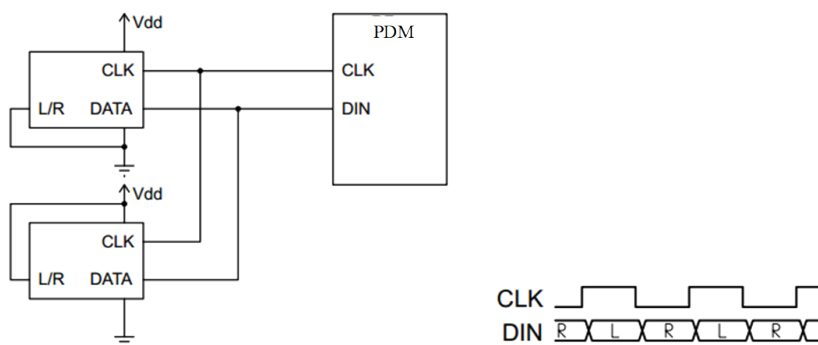 Vdd
PDM
CLK
CLK
L/R
DATA
DIN
Vdd
CLK
L/R
DATA
CLK
DIN R L R L R